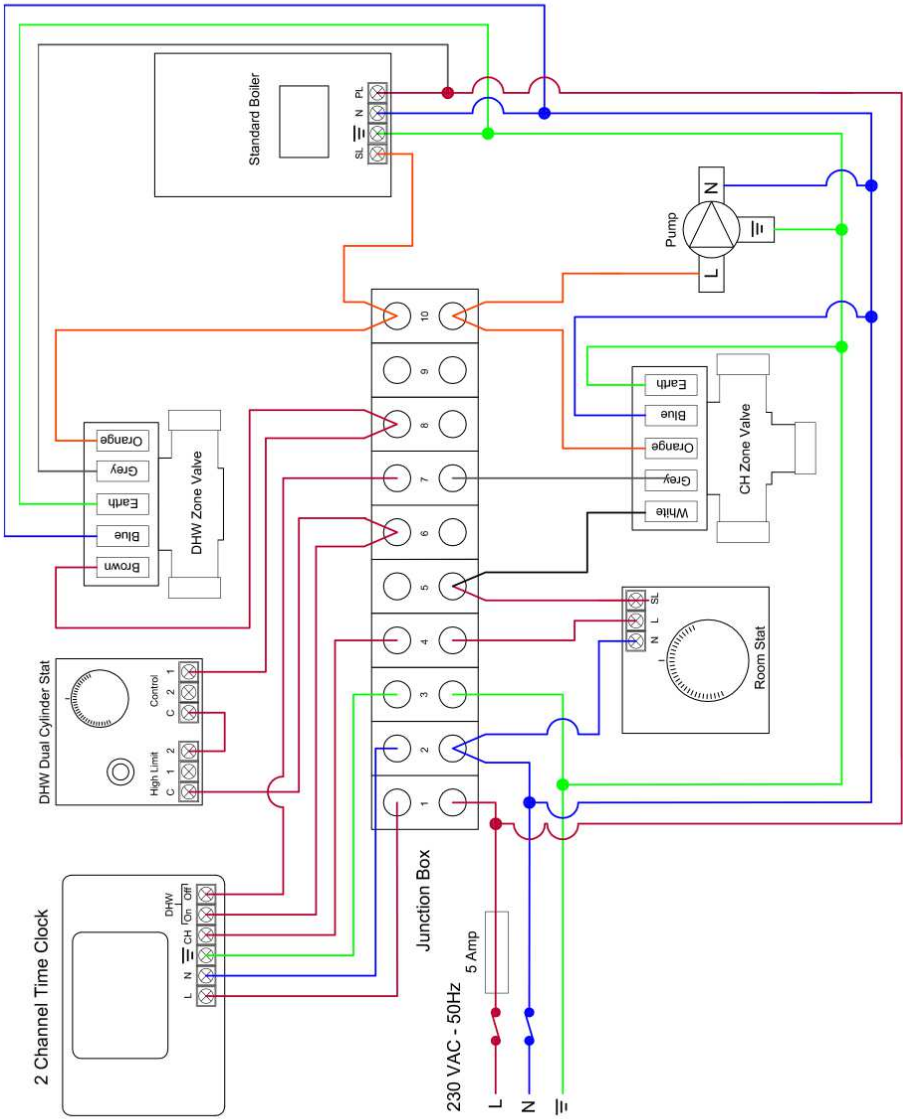 2 Channel Time Clock
L
N
CH
On
Off
DHW
DHW Dual Cylinder Stat
High Limit
Control
C
1
2
C
2
1
DHW Zone Valve
Brown
Blue
Earth
Grey
Orange
Standard Boiler
SL
N
PL
Junction Box
1
2
3
4
5
6
7
8
9
10
230 VAC - 50Hz
5 Amp
L
N
Room Stat
N
L
SL
CH Zone Valve
White
Grey
Orange
Blue
Earth
Pump
L
N